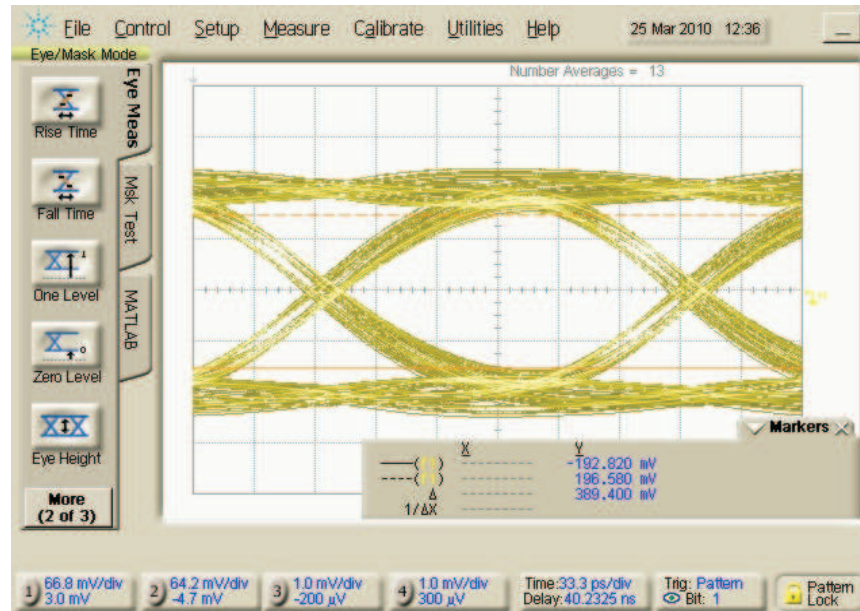 File Control Setup Measure Calibrate Utilities Help 25 Mar 2010 12:36
Eye/Mask Mode
Number Averages = 13
Eye Meas
Msk Test
MATLAB
Rise Time
Fall Time
One Level
Zero Level
Eye Height
More
(2 of 3)
Markers
X Y
-192.820 mV
196.580 mV
Δ 389.400 mV
1/ΔX
1 66.8 mV/div
3.0 mV
2 64.2 mV/div
-4.7 mV
3 1.0 mV/div
-200 µV
4 1.0 mV/div
300 µV
Time:33.3 ps/div
Delay:40.2325 ns
Trig: Pattern
Bit: 1
Pattern
Lock